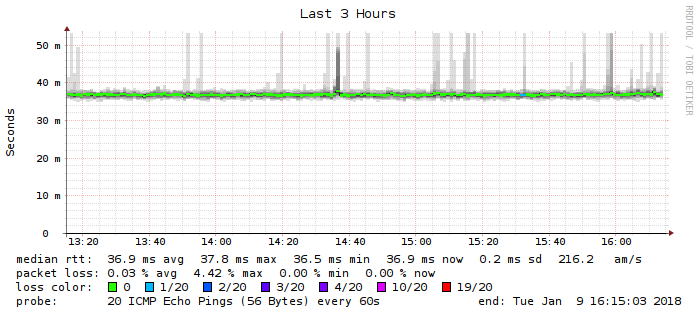 Last 3 Hours
RRDTOOL / TOBI OETIKER
Seconds
50 m
40 m
30 m
20 m
10 m
0
13:20 13:40 14:00 14:20 14:40 15:00 15:20 15:40 16:00
median rtt: 36.9 ms avg 37.8 ms max 36.5 ms min 36.9 ms now 0.2 ms sd 216.2 am/s
packet loss: 0.03 % avg 4.42 % max 0.00 % min 0.00 % now
loss color: 0 1/20 2/20 3/20 4/20 10/20 19/20
probe: 20 ICMP Echo Pings (56 Bytes) every 60s end: Tue Jan 9 16:15:03 2018